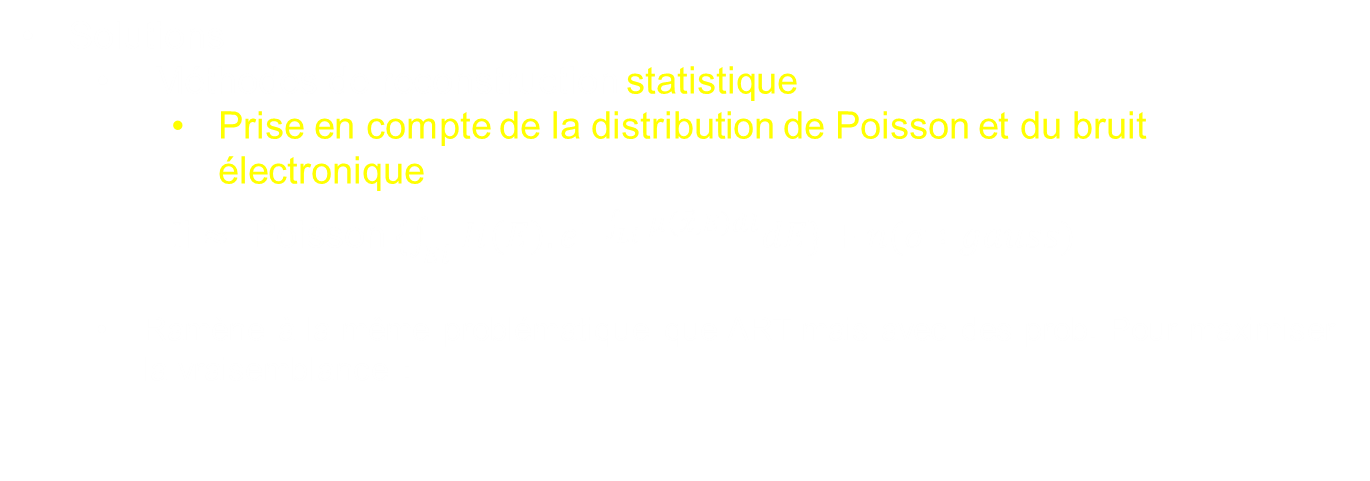 statistique
• Prise en compte de la distribution de Poisson et du bruit
électronique